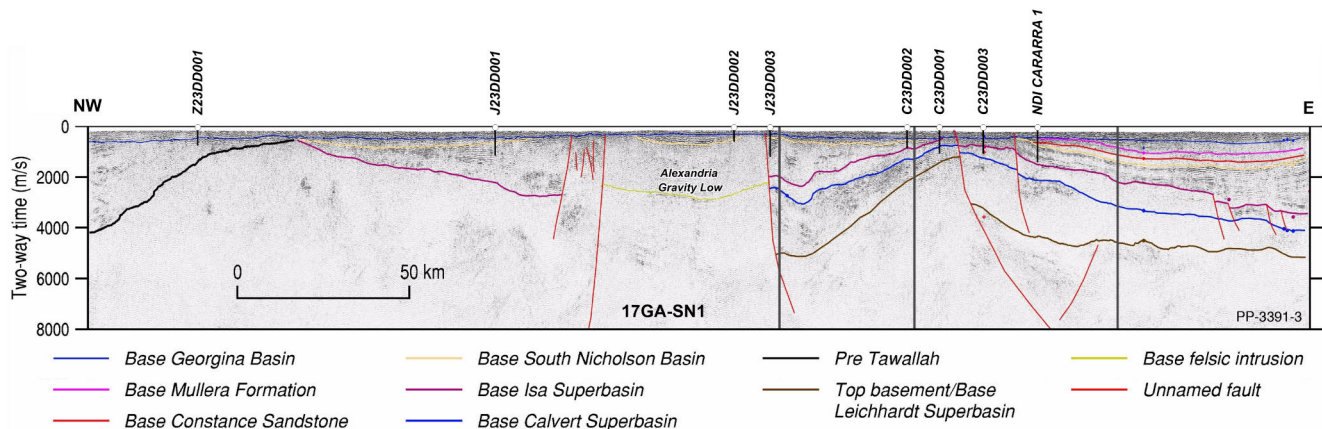 Z23DD001
J23DD001
J23DD002
J23DD003
C23DD002
C23DD001
C23DD003
NDI CARARRA 1
NW
E
0
2000
4000
6000
8000
Two-way time (m/s)
Alexandria
Gravity Low
0
50 km
17GA-SN1
PP-3391-3
Base Georgina Basin
Base South Nicholson Basin
Pre Tawallah
Base felsic intrusion
Base Mullera Formation
Base Isa Superbasin
Top basement/Base
Leichhardt Superbasin
Unnamed fault
Base Constance Sandstone
Base Calvert Superbasin